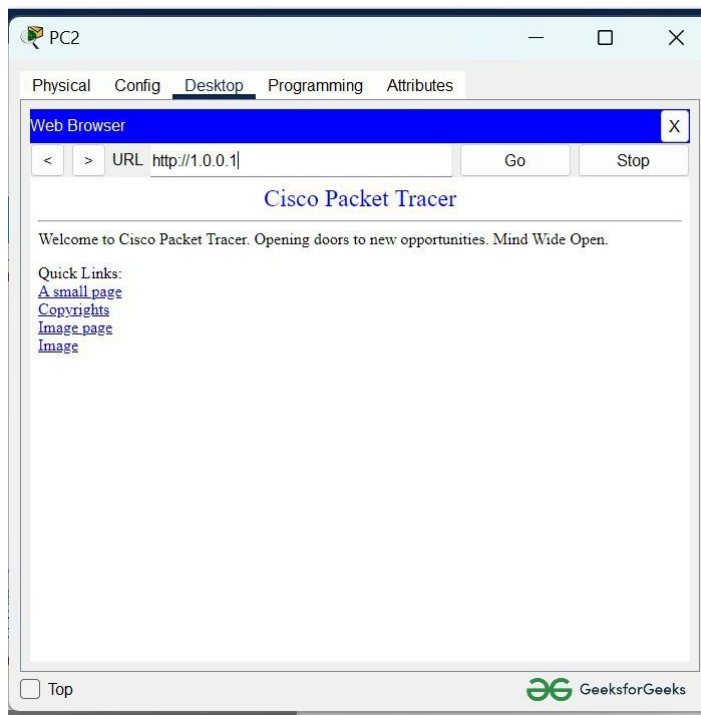 PC2
Physical Config Desktop Programming Attributes
Web Browser X
< > URL http://1.0.0.1 Go Stop
Cisco Packet Tracer
Welcome to Cisco Packet Tracer. Opening doors to new opportunities. Mind Wide Open.
Quick Links:
A small page
Copyrights
Image page
Image
Top GeeksforGeeks